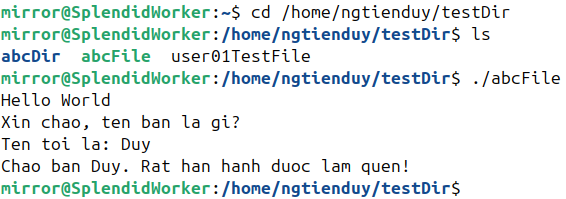 mirror@SplendidWorker:~$ cd /home/ngtienduy/testDir
mirror@SplendidWorker:/home/ngtienduy/testDir$ ls
abcDir  abcFile  user01TestFile
mirror@SplendidWorker:/home/ngtienduy/testDir$ ./abcFile
Hello World
Xin chao, ten ban la gi?
Ten toi la: Duy
Chao ban Duy. Rat han hanh duoc lam quen!
mirror@SplendidWorker:/home/ngtienduy/testDir$